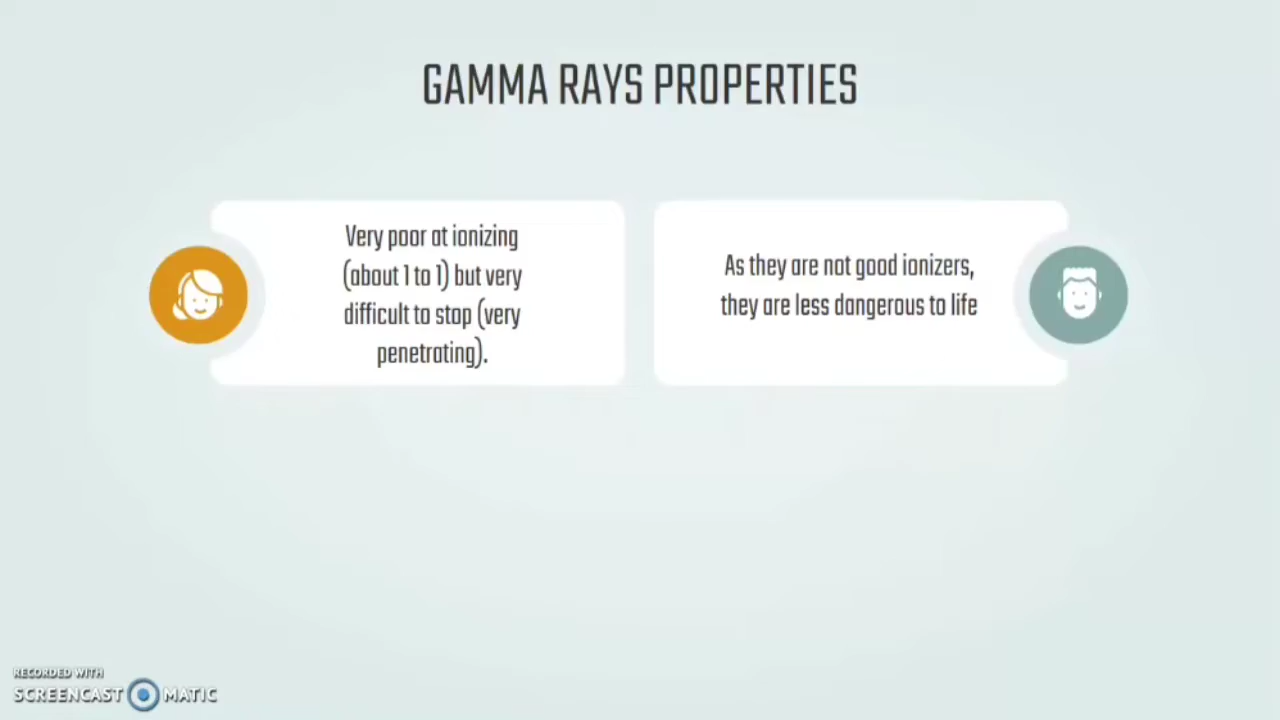 GAMMA RAYS PROPERTIES
Very poor at ionizing
(about 1 to 1) but very
difficult to stop (very
penetrating).
As they are not good ionizers,
they are less dangerous to life
RECORDED WITH
SCREENCAST MATIC